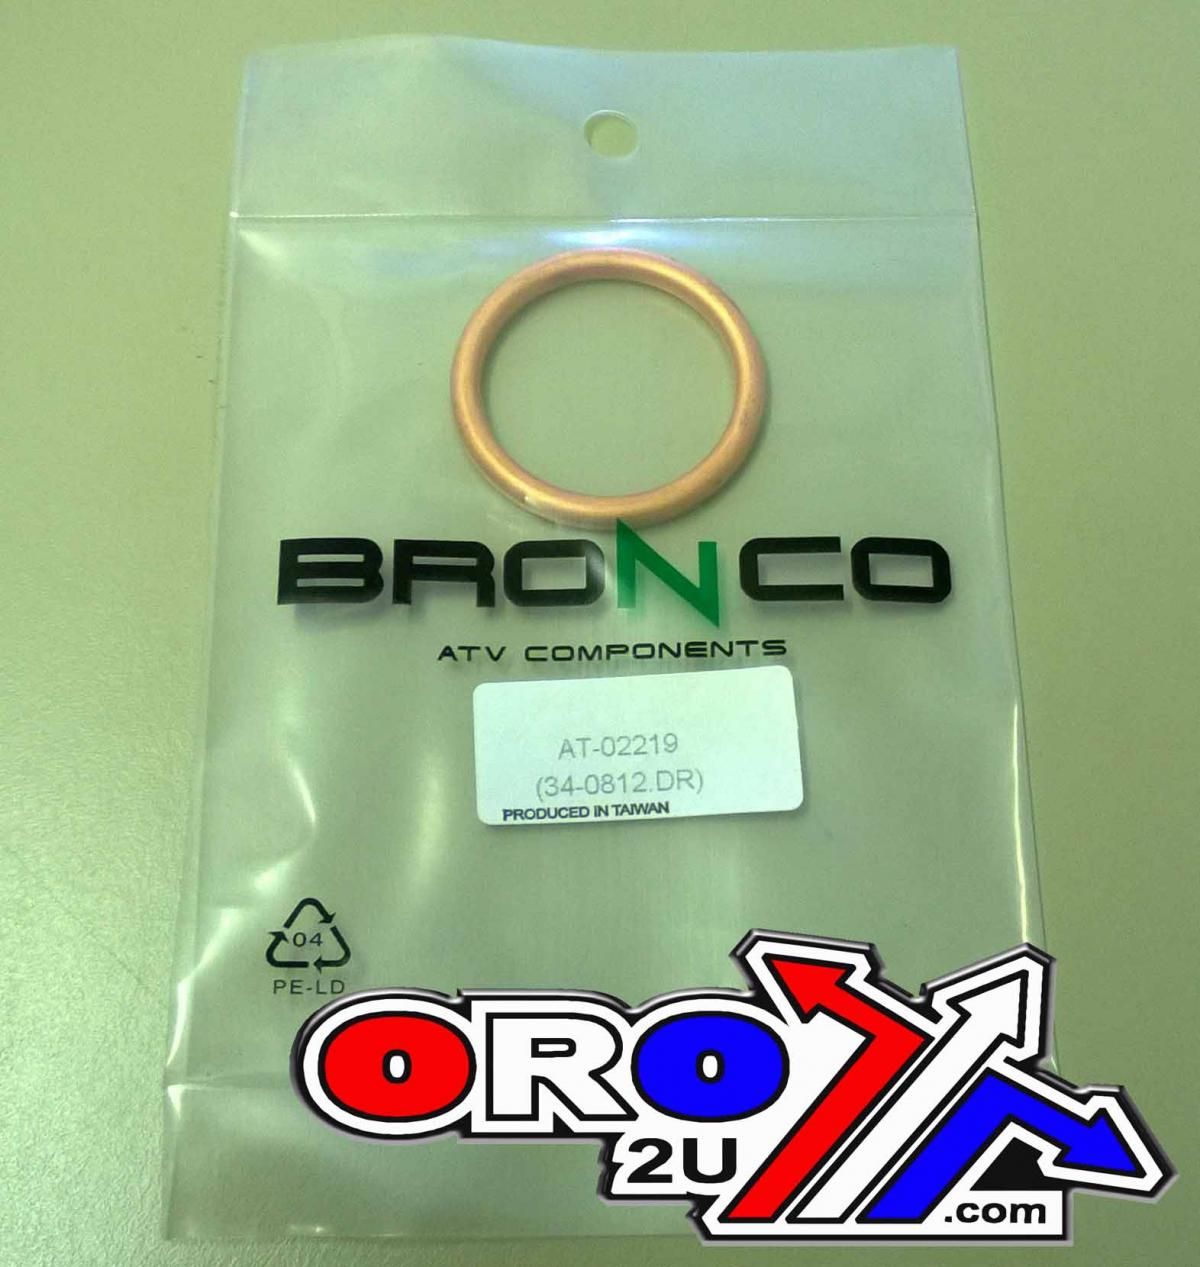 BRONCO
ATV COMPONENTS
AT-02219
(34-0812.DR)
PRODUCED IN TAIWAN
04
PE-LD
ORO
2U
.com